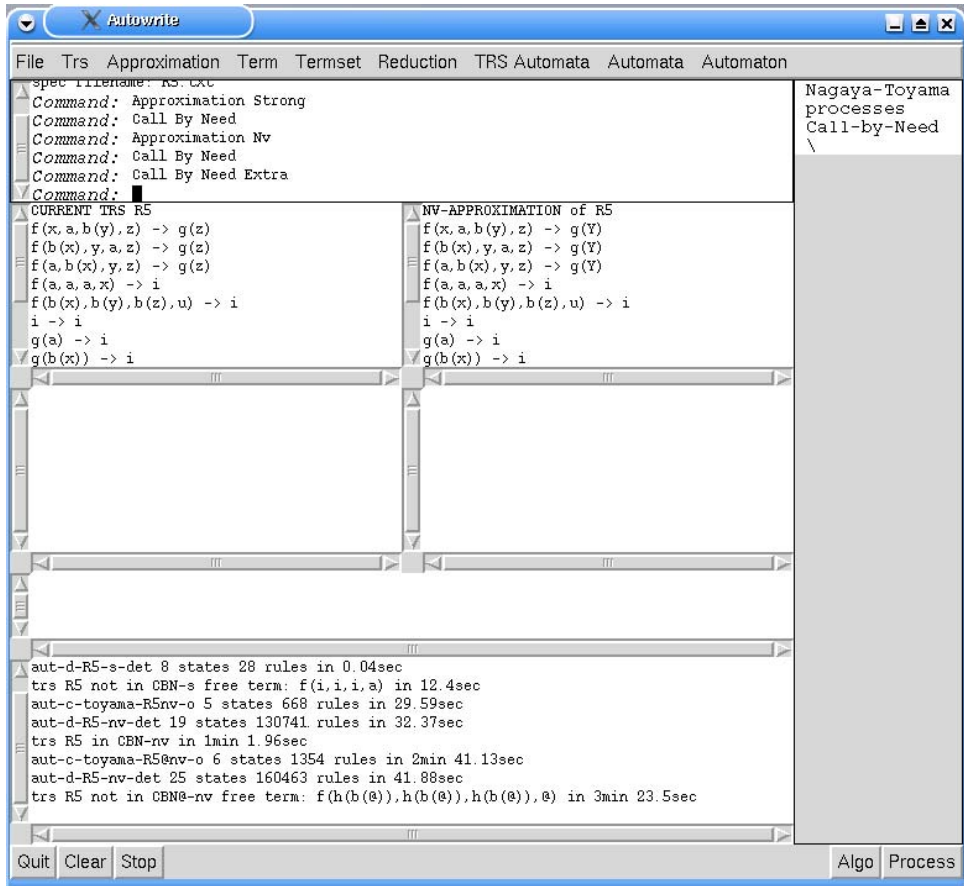 Autowrite
File Trs Approximation Term Termset Reduction TRS Automata Automata Automaton
spec filename: R5.txt
Command: Approximation Strong
Command: Call By Need
Command: Approximation Nv
Command: Call By Need
Command: Call By Need Extra
Command:
Nagaya-Toyama
processes
Call-by-Need
\
CURRENT TRS R5
f(x,a,b(y),z) -> g(z)
f(b(x),y,a,z) -> g(z)
f(a,b(x),y,z) -> g(z)
f(a,a,a,x) -> i
f(b(x),b(y),b(z),u) -> i
i -> i
g(a) -> i
g(b(x)) -> i
NV-APPROXIMATION of R5
f(x,a,b(y),z) -> g(Y)
f(b(x),y,a,z) -> g(Y)
f(a,b(x),y,z) -> g(Y)
f(a,a,a,x) -> i
f(b(x),b(y),b(z),u) -> i
i -> i
g(a) -> i
g(b(x)) -> i
aut-d-R5-s-det 8 states 28 rules in 0.04sec
trs R5 not in CBN-s free term: f(i,i,i,a) in 12.4sec
aut-c-toyama-R5nv-o 5 states 668 rules in 29.59sec
aut-d-R5-nv-det 19 states 130741 rules in 32.37sec
trs R5 in CBN-nv in 1min 1.96sec
aut-c-toyama-R5@nv-o 6 states 1354 rules in 2min 41.13sec
aut-d-R5-nv-det 25 states 160463 rules in 41.88sec
trs R5 not in CBN@-nv free term: f(h(b(@)),h(b(@)),h(b(@)),@) in 3min 23.5sec
Quit Clear Stop Algo Process